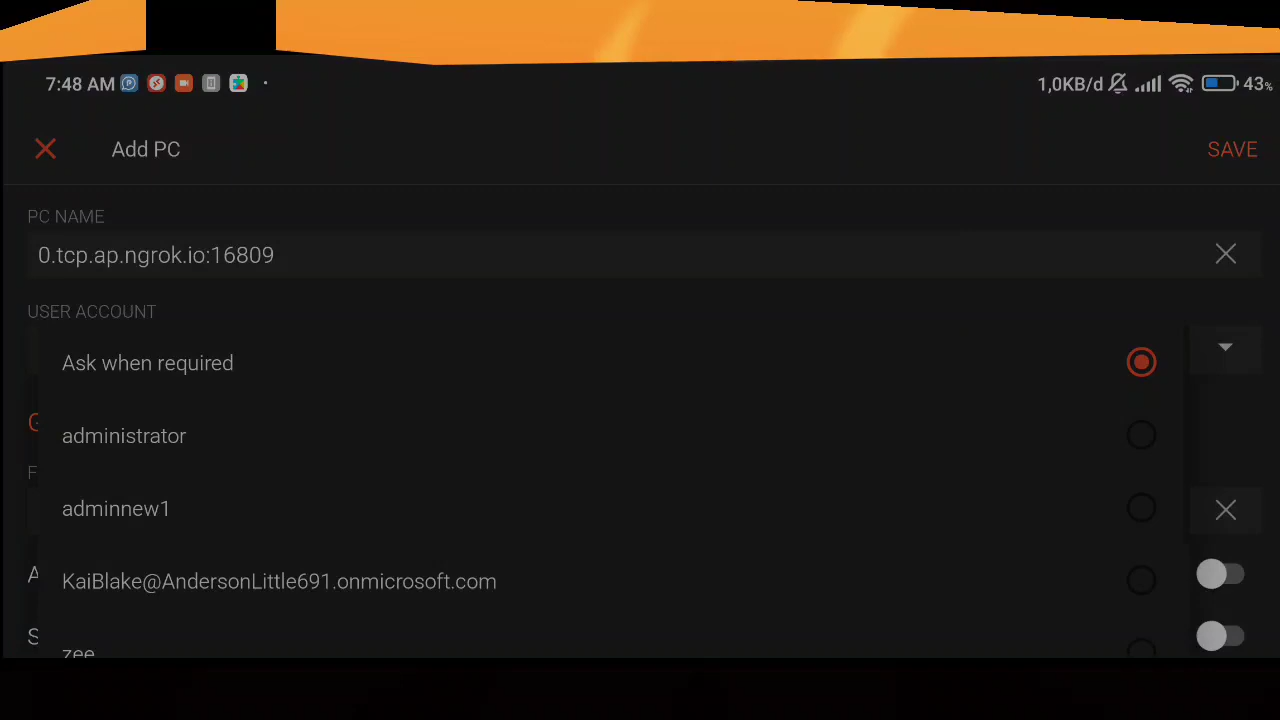 7:48 AM
1,0KB/d
43%
Add PC
SAVE
PC NAME
0.tcp.ap.ngrok.io:16809
USER ACCOUNT
Ask when required
administrator
adminnew1
KaiBlake@AndersonLittle691.onmicrosoft.com
zee